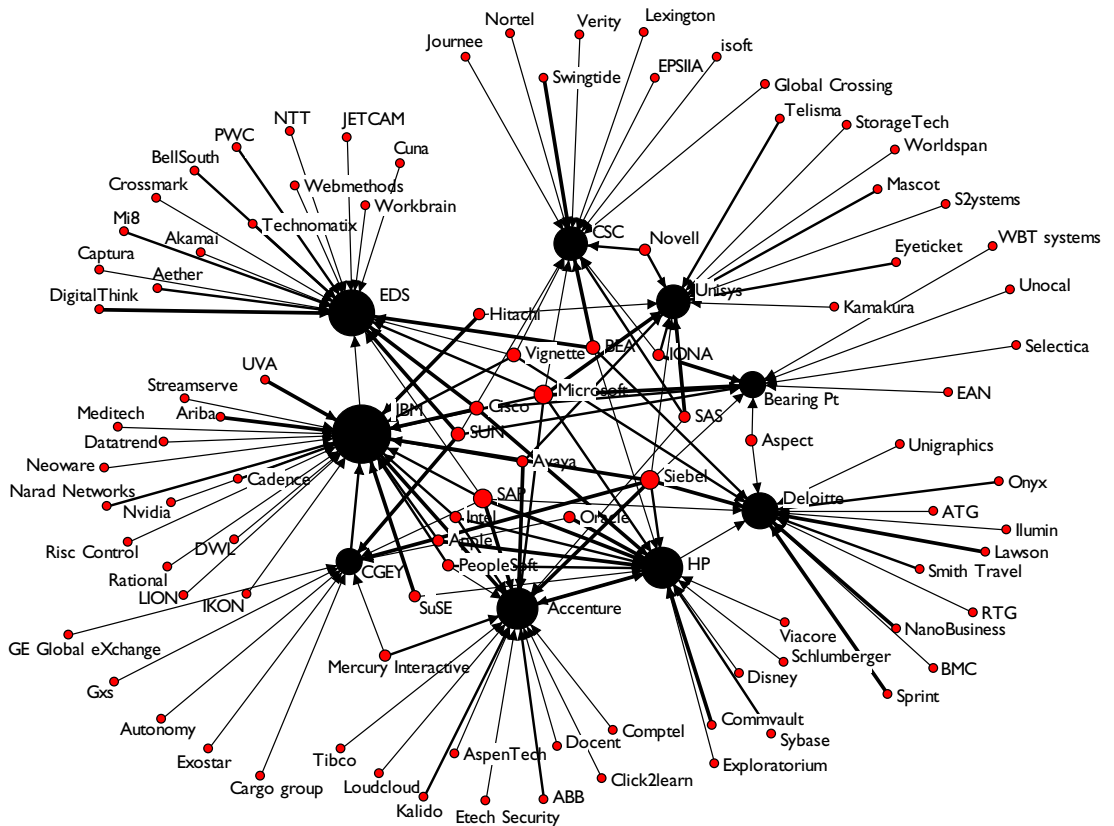 Lexington
Nortel
Verity
Journee
isoft
EPSIIA
Swingtide
Global Crossing
NTT
JETCAM
Telisma
PWC
StorageTech
Cuna
Worldspan
BellSouth
Crossmark
Webmethods
Mascot
S2ystems
Workbrain
Mi8
Technomatix
CSC
Akamai
Novell
WBT systems
Captura
Eyeticket
Aether
Unisys
Unocal
DigitalThink
EDS
Hitachi
Kamakura
BEA
Selectica
Vignette
IONA
UVA
Microsoft
Bearing Pt
EAN
Streamserve
IBM
Cisco
Meditech
Ariba
SAS
Datatrend
SUN
Aspect
Unigraphics
Neoware
Avaya
Cadence
Siebel
Onyx
Narad Networks
SAP
Deloitte
Nvidia
Intel
Oracle
ATG
Ilumin
Risc Control
DWL
Apple
Lawson
CGEY
PeopleSoft
HP
Smith Travel
Rational
LION
IKON
SuSE
Accenture
RTG
NanoBusiness
Viacore
GE Global eXchange
Mercury Interactive
Schlumberger
BMC
Disney
Gxs
Sprint
Autonomy
Commvault
Comptel
Sybase
Exostar
Tibco
AspenTech
Docent
Exploratorium
Cargo group
Loudcloud
Click2learn
Kalido
ABB
Etech Security